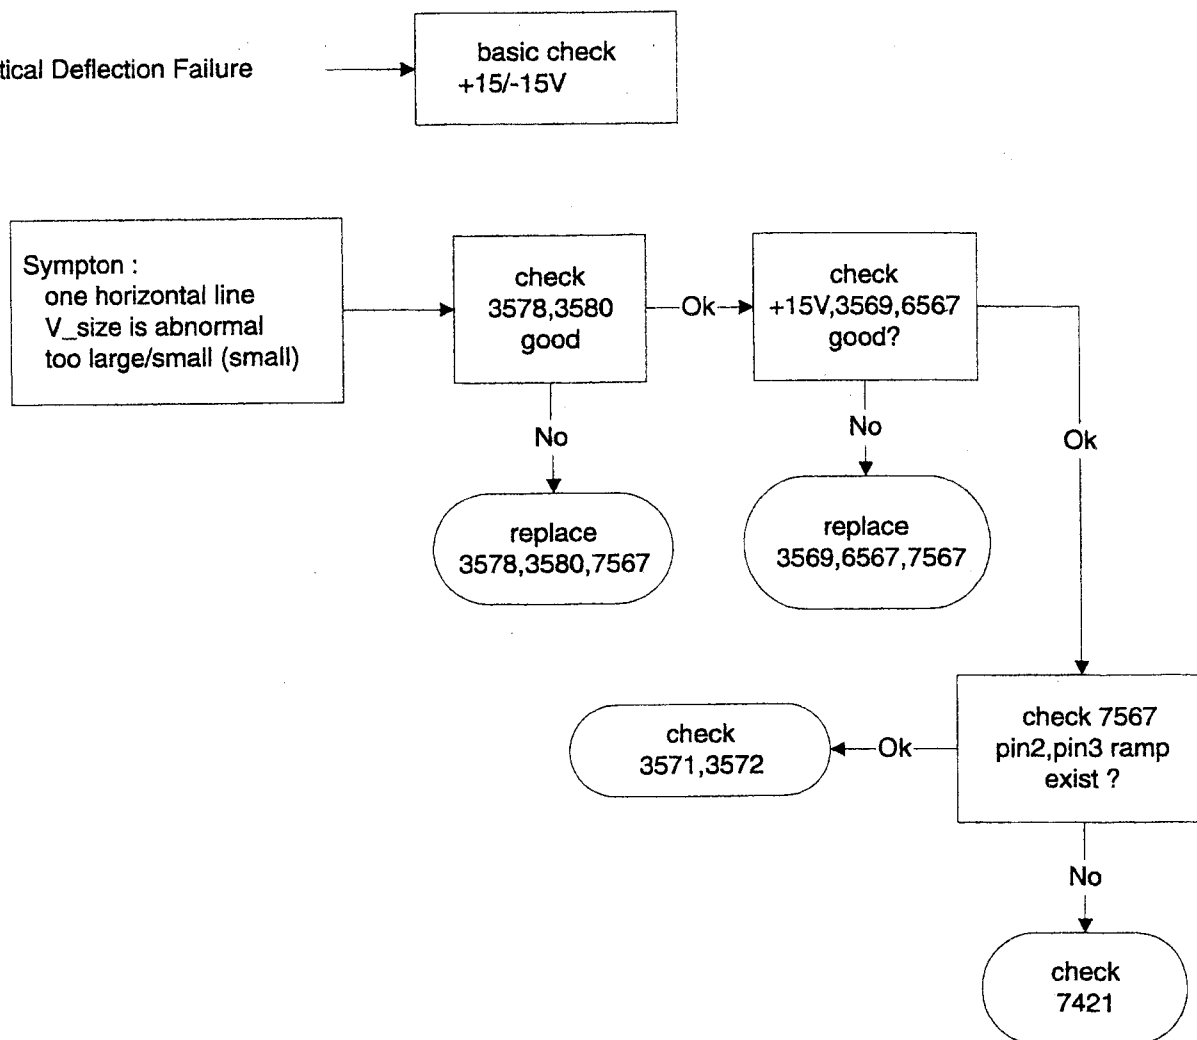 tical Deflection Failure
basic check
+15/-15V
Sympton :
one horizontal line
V_size is abnormal
too large/small (small)
check
3578,3580
good
Ok
check
+15V,3569,6567
good?
No
No
Ok
replace
3578,3580,7567
replace
3569,6567,7567
check 7567
pin2,pin3 ramp
exist ?
Ok
check
3571,3572
No
check
7421